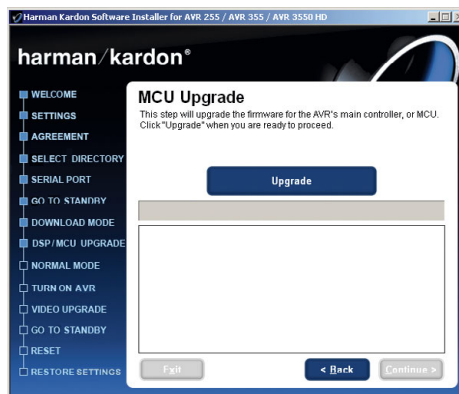 Harman Kardon Software Installer for AVR 255 / AVR 355 / AVR 3550 HD
harman/kardon®
WELCOME
SETTINGS
AGREEMENT
SELECT DIRECTORY
SERIAL PORT
GO TO STANDBY
DOWNLOAD MODE
DSP/MCU UPGRADE
NORMAL MODE
TURN ON AVR
VIDEO UPGRADE
GO TO STANDBY
RESET
RESTORE SETTINGS
MCU Upgrade
This step will upgrade the firmware for the AVR's main controller, or MCU.
Click "Upgrade" when you are ready to proceed.
Upgrade
Exit
< Back
Continue >